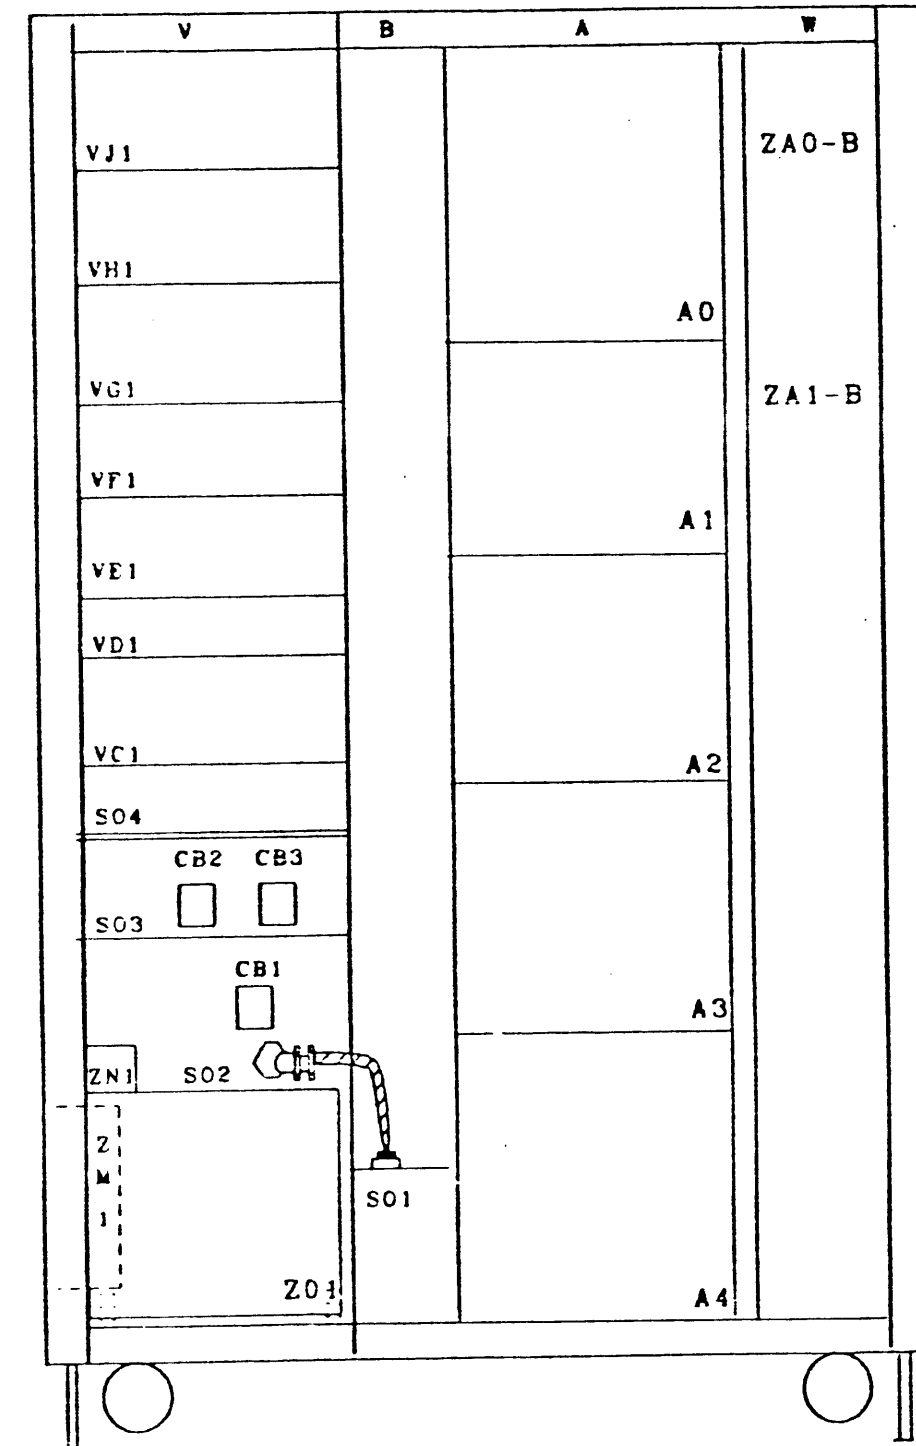 V B A W
VJ1
ZA0-B
VH1
A0
VG1
ZA1-B
VF1
A1
VE1
VD1
VC1
A2
S04
CB2 CB3
S03
CB1
A3
ZN1
S02
Z
M
1
S01
Z01
A4